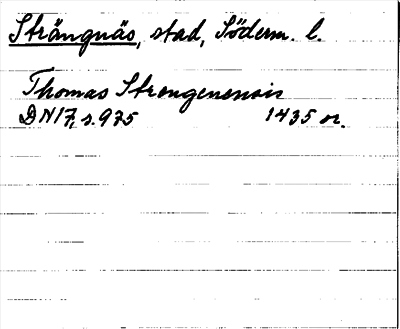 Strängnäs, stad, Söderm. l.
Thomas Strengenensis
DN17, s. 975 1435 or.